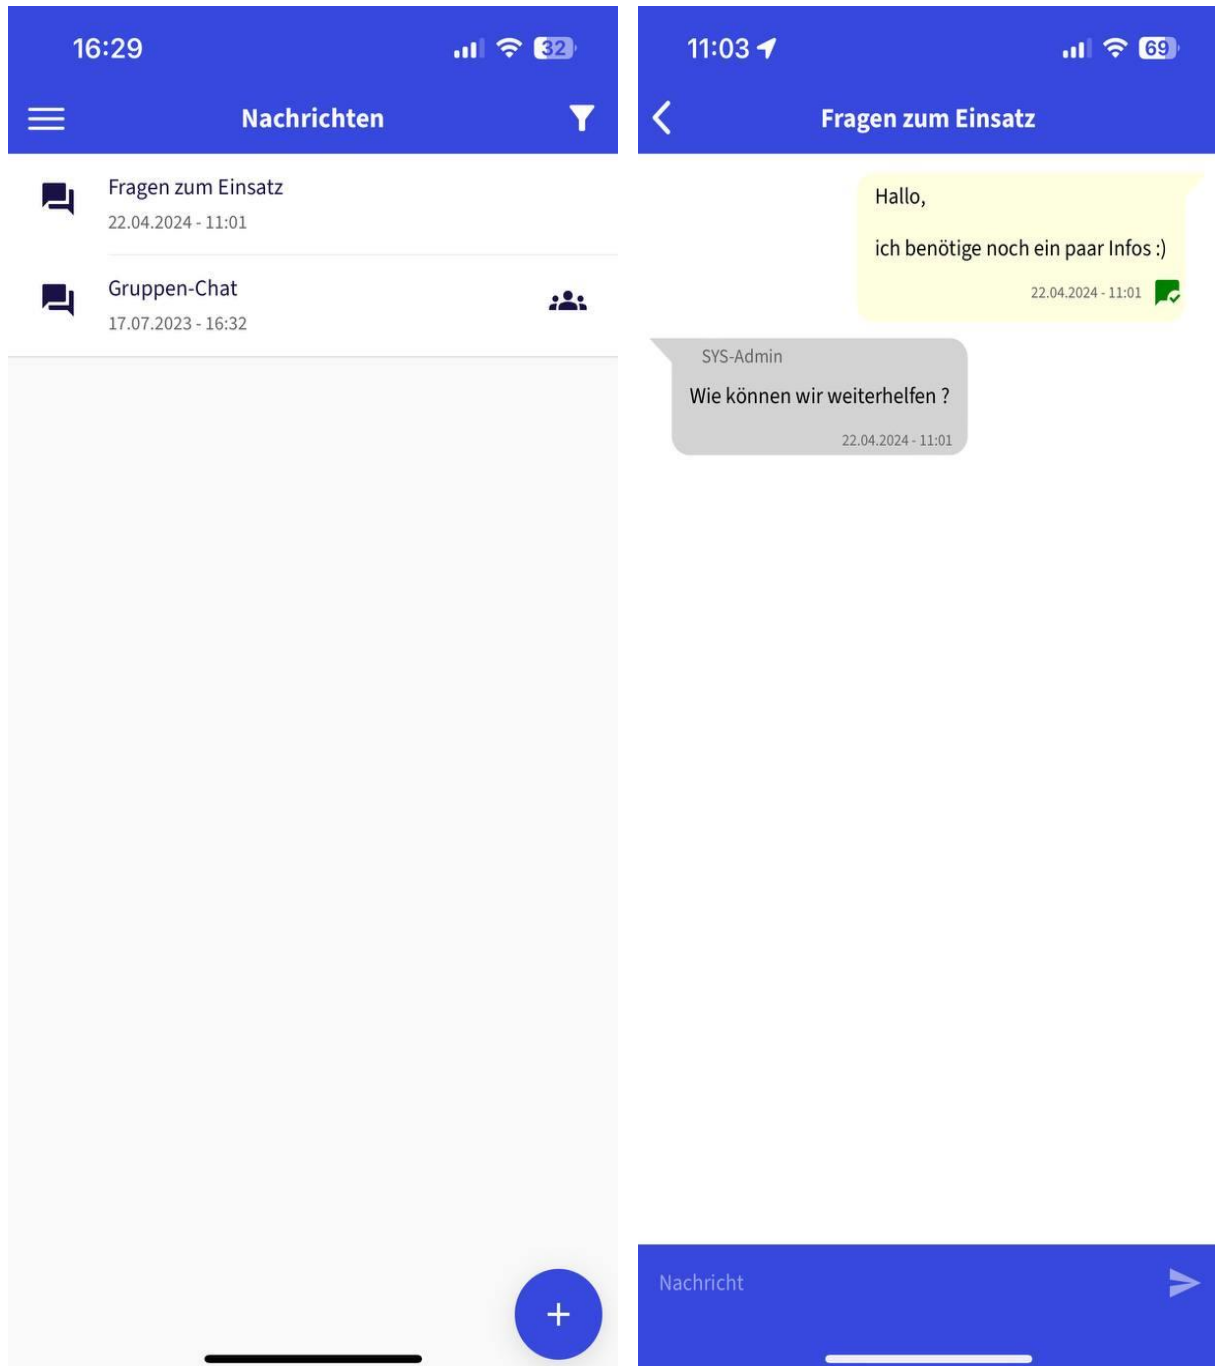 16:29
32
Nachrichten
Fragen zum Einsatz
22.04.2024 - 11:01
Gruppen-Chat
17.07.2023 - 16:32
+
11:03
69
Fragen zum Einsatz
Hallo,
ich benötige noch ein paar Infos :)
22.04.2024 - 11:01
SYS-Admin
Wie können wir weiterhelfen ?
22.04.2024 - 11:01
Nachricht